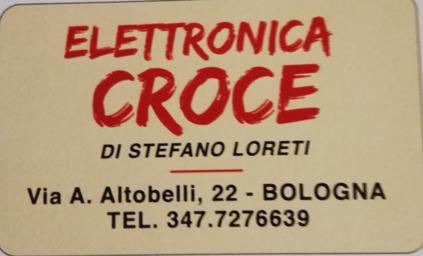 ELETTRONICA
CROCE
DI STEFANO LORETI
Via A. Altobelli, 22 - BOLOGNA
TEL. 347.7276639